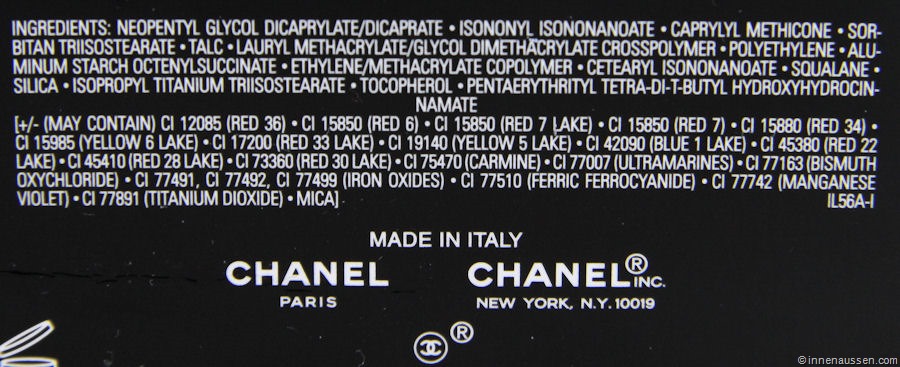 INGREDIENTS: NEOPENTYL GLYCOL DICAPRYLATE/DICAPRATE • ISONONYL ISONONANOATE • CAPRYLYL METHICONE • SOR-
BITAN TRIISOSTEARATE • TALC • LAURYL METHACRYLATE/GLYCOL DIMETHACRYLATE CROSSPOLYMER • POLYETHYLENE • ALU-
MINUM STARCH OCTENYLSUCCINATE • ETHYLENE/METHACRYLATE COPOLYMER • CETEARYL ISONONANOATE • SQUALANE •
SILICA • ISOPROPYL TITANIUM TRIISOSTEARATE • TOCOPHEROL • PENTAERYTHRITYL TETRA-DI-T-BUTYL HYDROXYHYDROCIN-
NAMATE
[+/- (MAY CONTAIN) CI 12085 (RED 36) • CI 15850 (RED 6) • CI 15850 (RED 7 LAKE) • CI 15850 (RED 7) • CI 15880 (RED 34) •
CI 15985 (YELLOW 6 LAKE) • CI 17200 (RED 33 LAKE) • CI 19140 (YELLOW 5 LAKE) • CI 42090 (BLUE 1 LAKE) • CI 45380 (RED 22
LAKE) • CI 45410 (RED 28 LAKE) • CI 73360 (RED 30 LAKE) • CI 75470 (CARMINE) • CI 77007 (ULTRAMARINES) • CI 77163 (BISMUTH
OXYCHLORIDE) • CI 77491, CI 77492, CI 77499 (IRON OXIDES) • CI 77510 (FERRIC FERROCYANIDE) • CI 77742 (MANGANESE
VIOLET) • CI 77891 (TITANIUM DIOXIDE) • MICA] IL56A-I
MADE IN ITALY
CHANEL CHANEL® INC.
PARIS NEW YORK, N.Y. 10019
®
© innenaussen.com